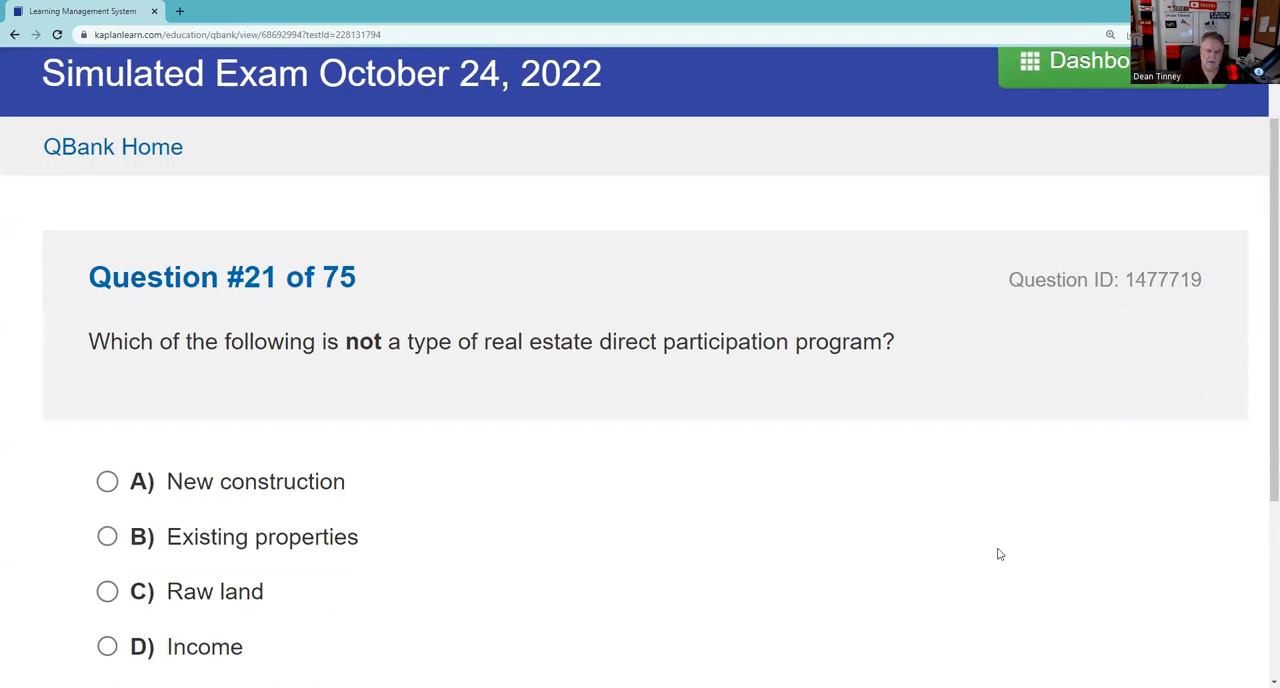 Learning Management System
kaplanlearn.com/education/qbank/view/68692994?testId=228131794
Simulated Exam October 24, 2022
Dashbo
Dean Tinney
QBank Home
Question #21 of 75
Question ID: 1477719
Which of the following is not a type of real estate direct participation program?
A) New construction
B) Existing properties
C) Raw land
D) Income